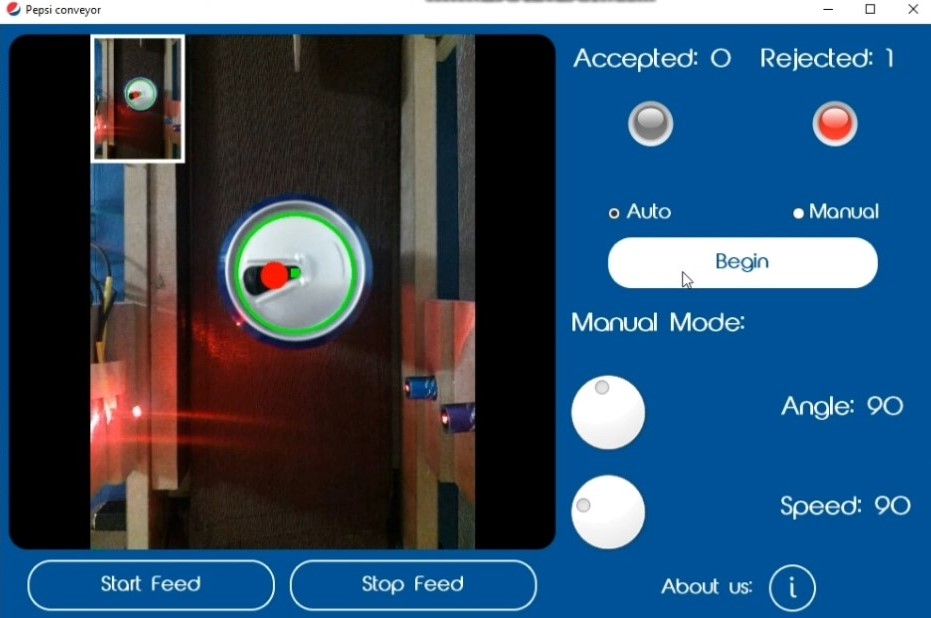 Pepsi conveyor
Accepted: 0 Rejected: 1
Auto Manual
Begin
Manual Mode:
Angle: 90
Speed: 90
Start Feed Stop Feed About us: i